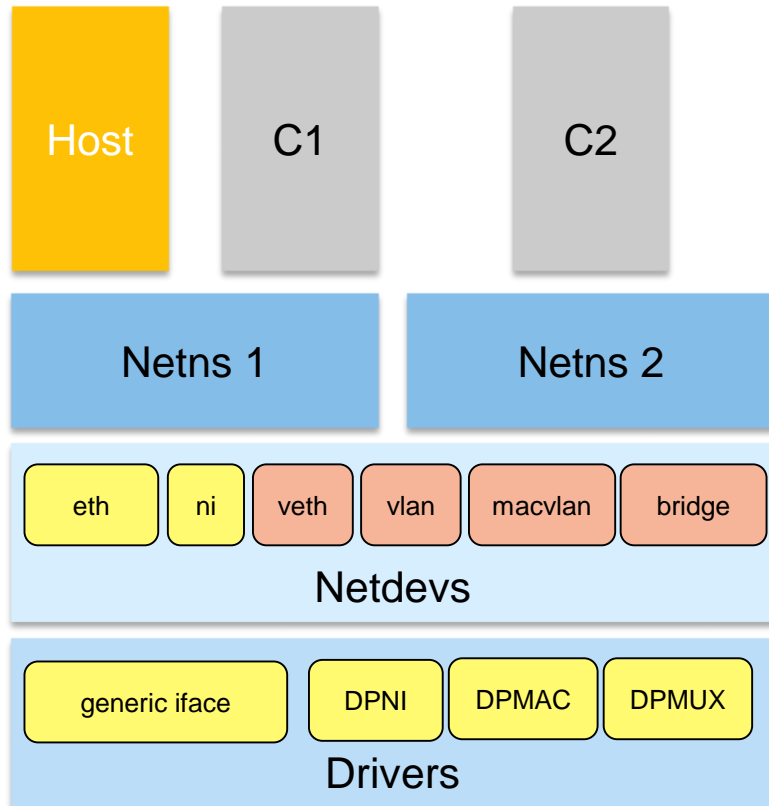 Host
C1
C2
Netns 1
Netns 2
eth
ni
veth
vlan
macvlan
bridge
Netdevs
generic iface
DPNI
DPMAC
DPMUX
Drivers